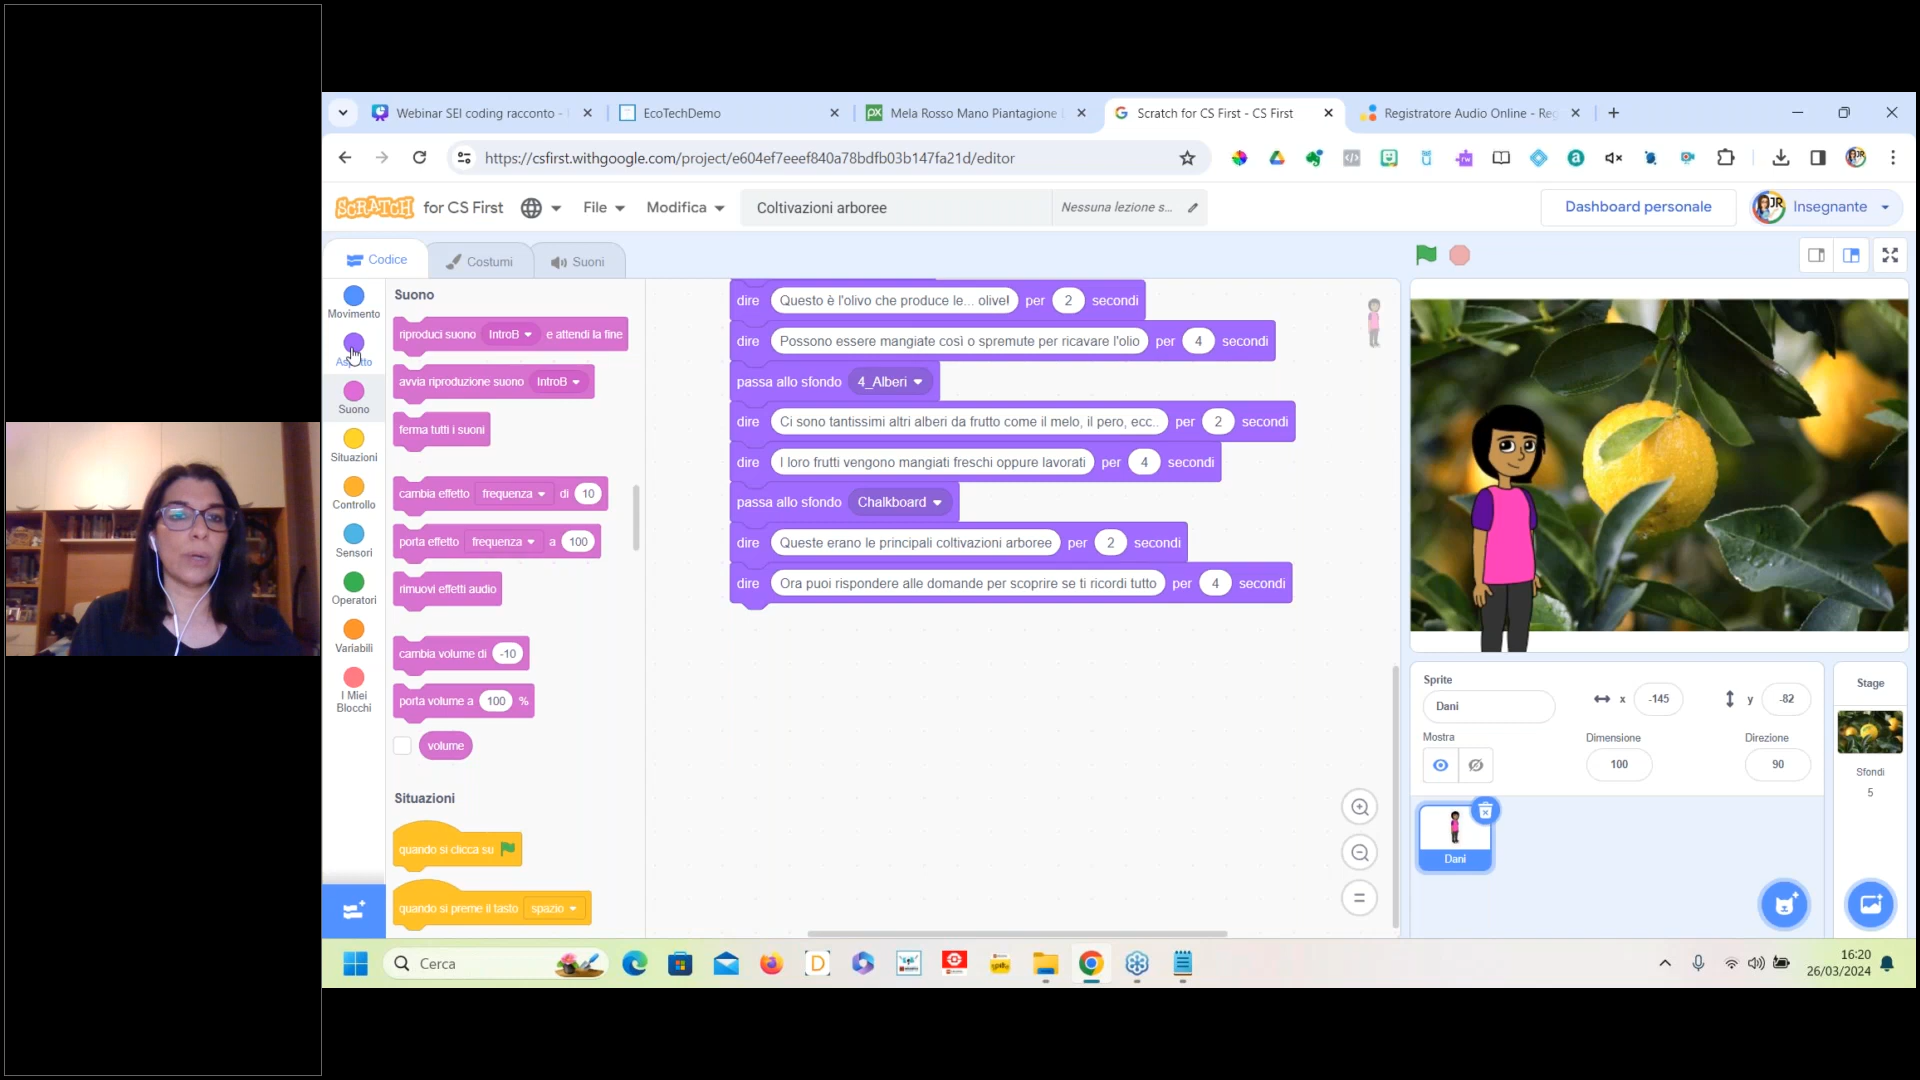 Webinar SEI coding racconto -
EcoTechDemo
Mela Rosso Mano Piantagione
Scratch for CS First - CS First
Registratore Audio Online - Reg
https://csfirst.withgoogle.com/project/e604ef7eeef840a78bdfb03b147fa21d/editor
SCRATCH for CS First
File
Modifica
Coltivazioni arboree
Nessuna lezione s...
Dashboard personale
JR
Insegnante
Codice
Costumi
Suoni
Movimento
Aspetto
Suono
Situazioni
Controllo
Sensori
Operatori
Variabili
I Miei
Blocchi
Suono
riproduci suono IntroB e attendi la fine
avvia riproduzione suono IntroB
ferma tutti i suoni
cambia effetto frequenza di 10
porta effetto frequenza a 100
rimuovi effetti audio
cambia volume di -10
porta volume a 100 %
volume
Situazioni
quando si clicca su
quando si preme il tasto spazio
dire Questo è l'olivo che produce le... olive! per 2 secondi
dire Possono essere mangiate così o spremute per ricavare l'olio per 4 secondi
passa allo sfondo 4_Alberi
dire Ci sono tantissimi altri alberi da frutto come il melo, il pero, ecc.. per 2 secondi
dire I loro frutti vengono mangiati freschi oppure lavorati per 4 secondi
passa allo sfondo Chalkboard
dire Queste erano le principali coltivazioni arboree per 2 secondi
dire Ora puoi rispondere alle domande per scoprire se ti ricordi tutto per 4 secondi
Sprite
Dani
x -145
y -82
Mostra
Dimensione
100
Direzione
90
Dani
Stage
Sfondi
5
Cerca
16:20
26/03/2024